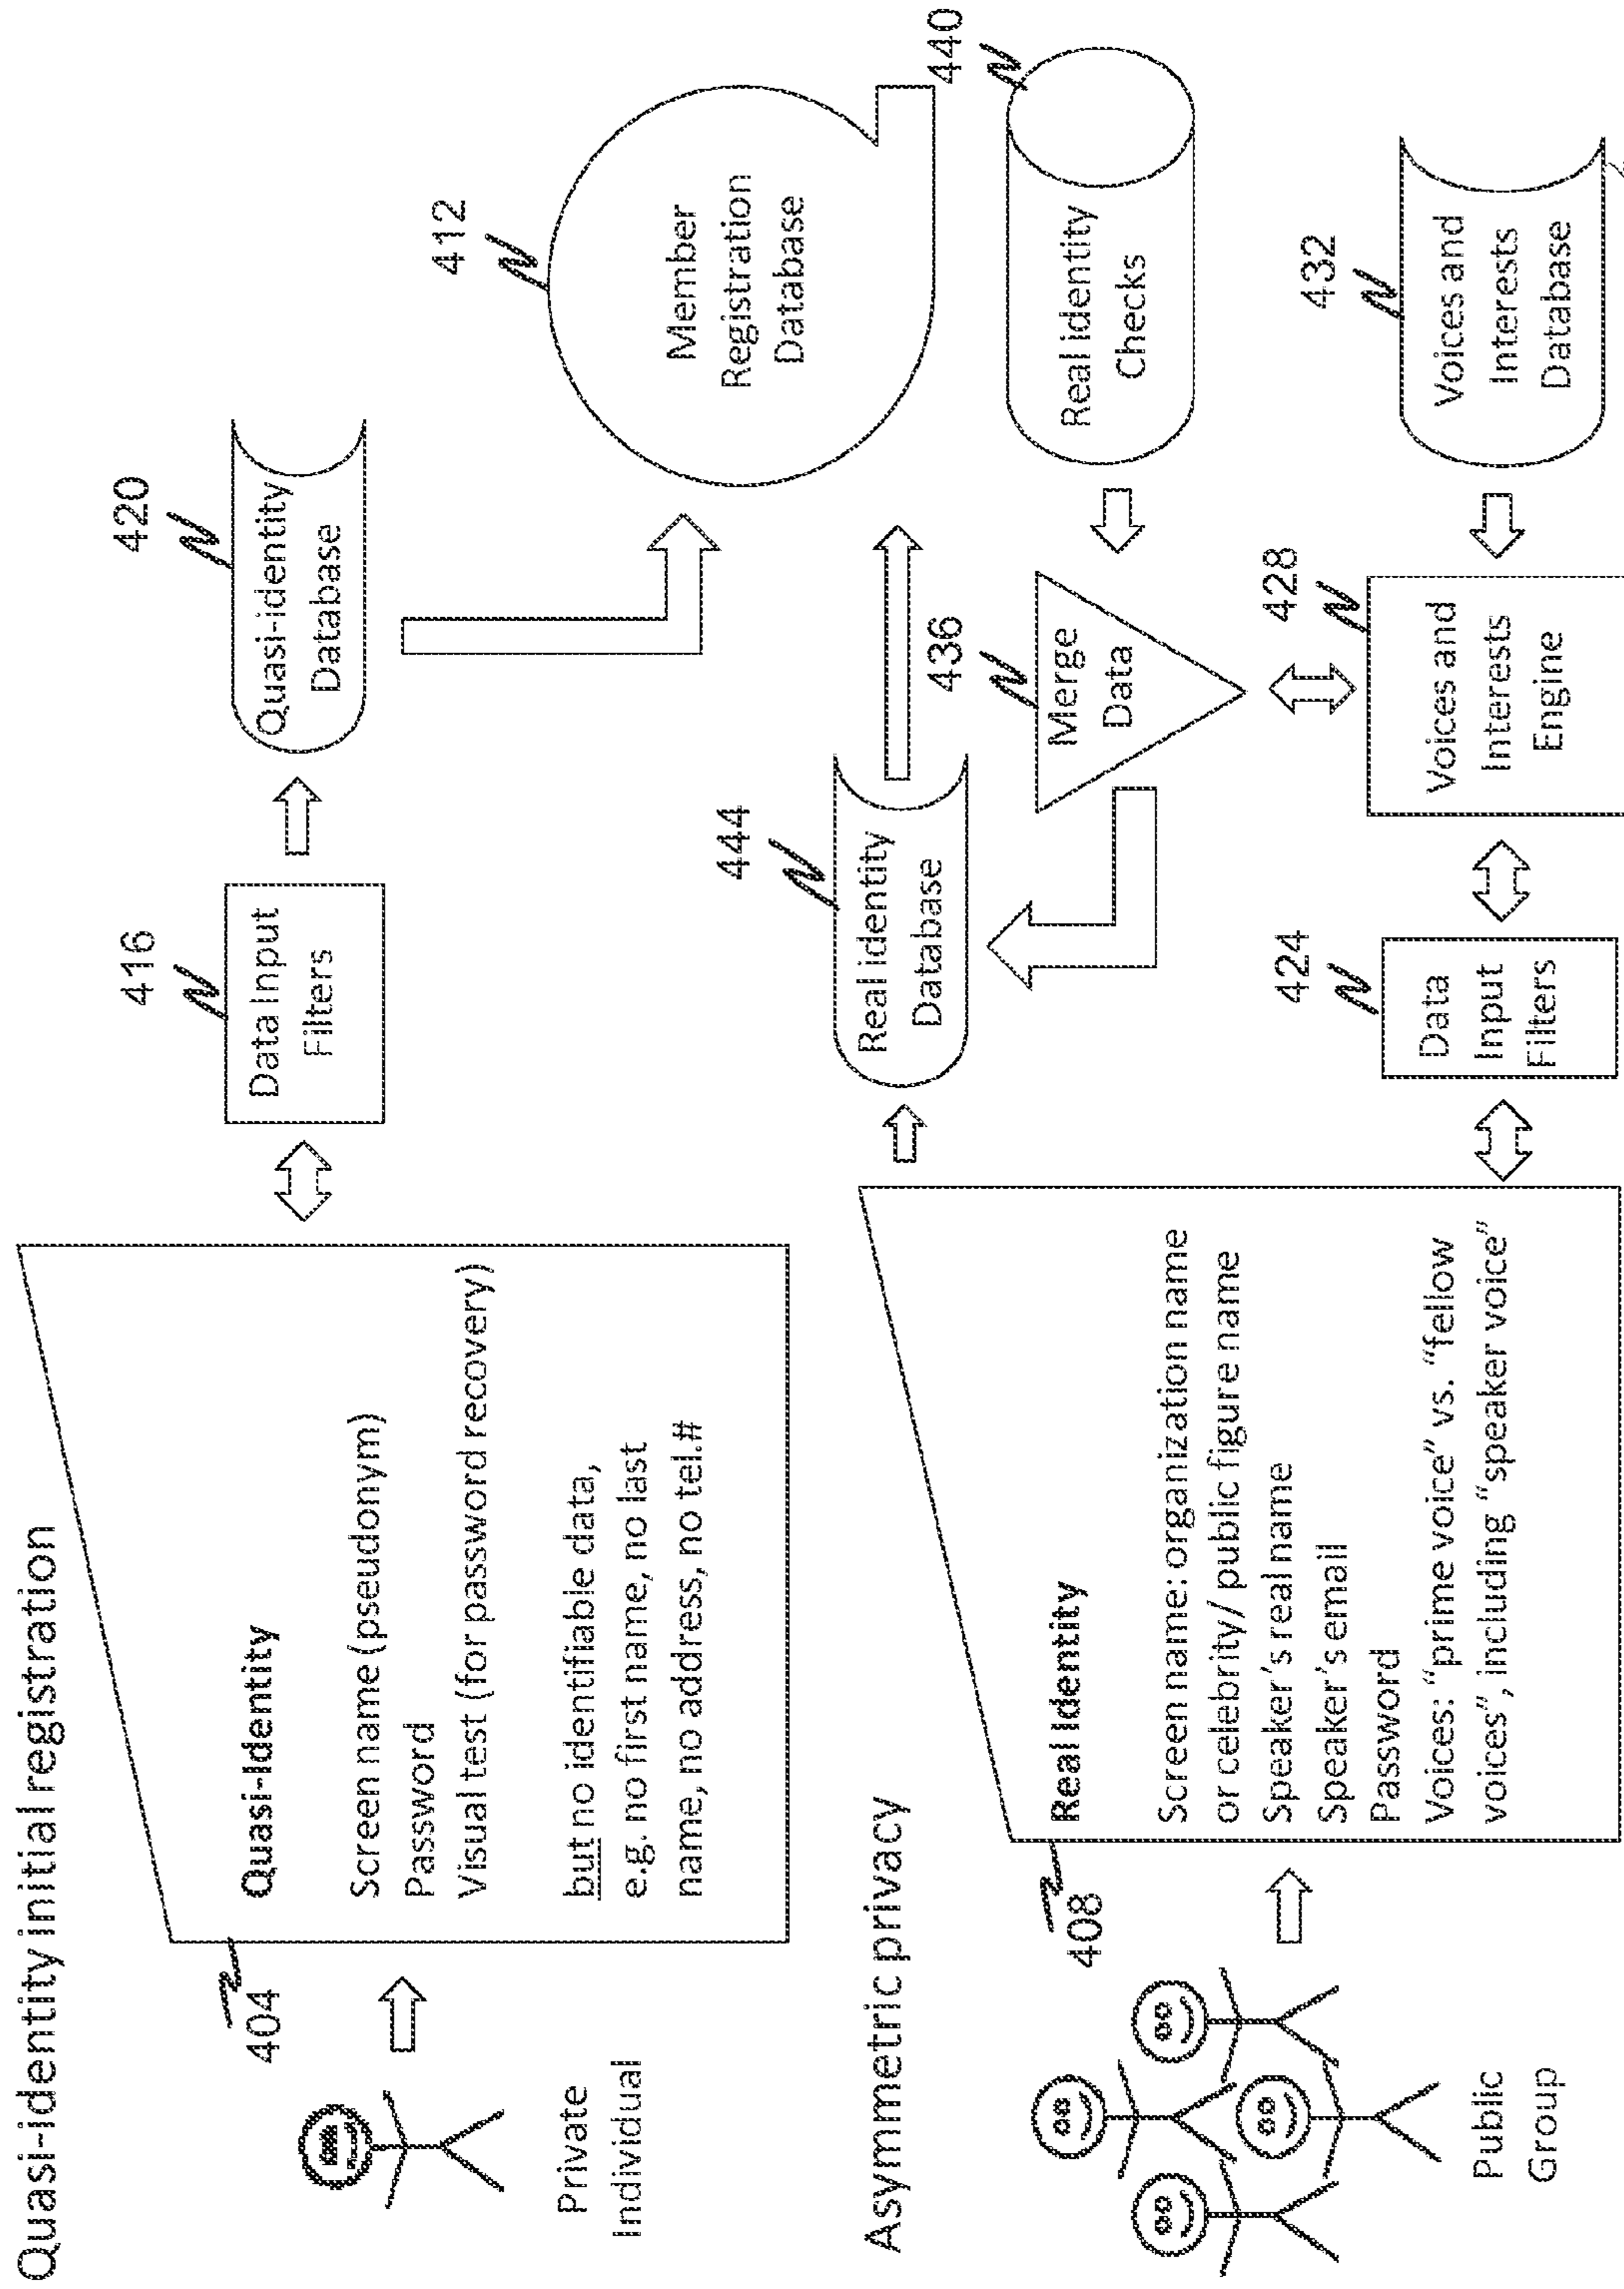 Quasi-identity initial registration
404
Private
Individual
Quasi-Identity
Screen name (pseudonym)
Password
Visual test (for password recovery)
but no identifiable data,
e.g. no first name, no last
name, no address, no tel.#
416
Data Input
Filters
420
Quasi-identity
Database
412
Member
Registration
Database
Asymmetric privacy
408
Public
Group
Real Identity
Screen name: organization name
or celebrity/ public figure name
Speaker's real name
Speaker's email
Password
Voices: "prime voice" vs. "fellow
voices", including "speaker voice"
444
Real identity
Database
436
Merge
Data
440
Real identity
Checks
424
Data
Input
Filters
428
Voices and
Interests
Engine
432
Voices and
Interests
Database